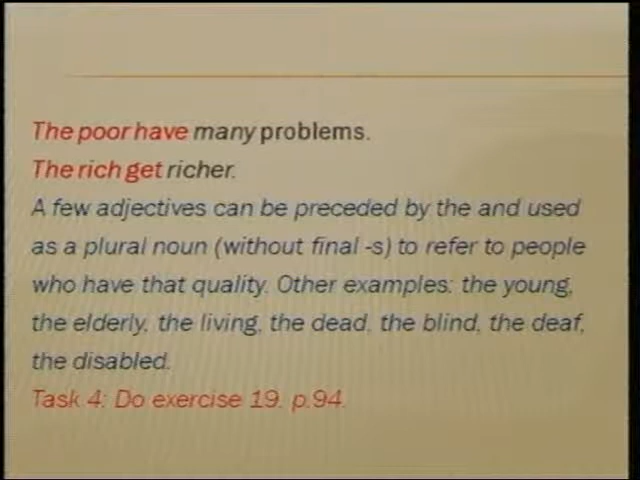 The poor have many problems.
The rich get richer.
A few adjectives can be preceded by the and used
as a plural noun (without final -s) to refer to people
who have that quality. Other examples: the young,
the elderly, the living, the dead, the blind, the deaf,
the disabled.
Task 4: Do exercise 19. p.94.